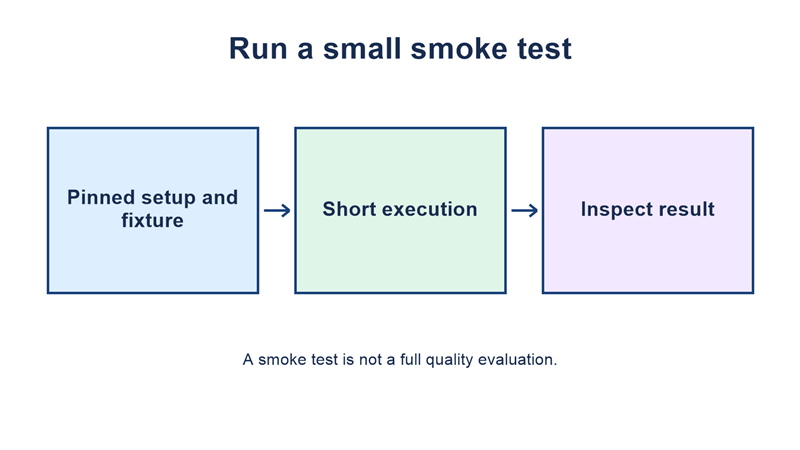 Run a small smoke test
Pinned setup and
fixture
Short execution
Inspect result
A smoke test is not a full quality evaluation.